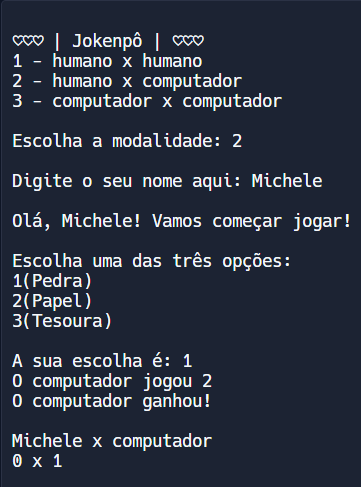 ♡♡♡ | Jokenpô | ♡♡♡
1 - humano x humano
2 - humano x computador
3 - computador x computador
Escolha a modalidade: 2
Digite o seu nome aqui: Michele
Olá, Michele! Vamos começar jogar!
Escolha uma das três opções:
1(Pedra)
2(Papel)
3(Tesoura)
A sua escolha é: 1
O computador jogou 2
O computador ganhou!
Michele x computador
0 x 1